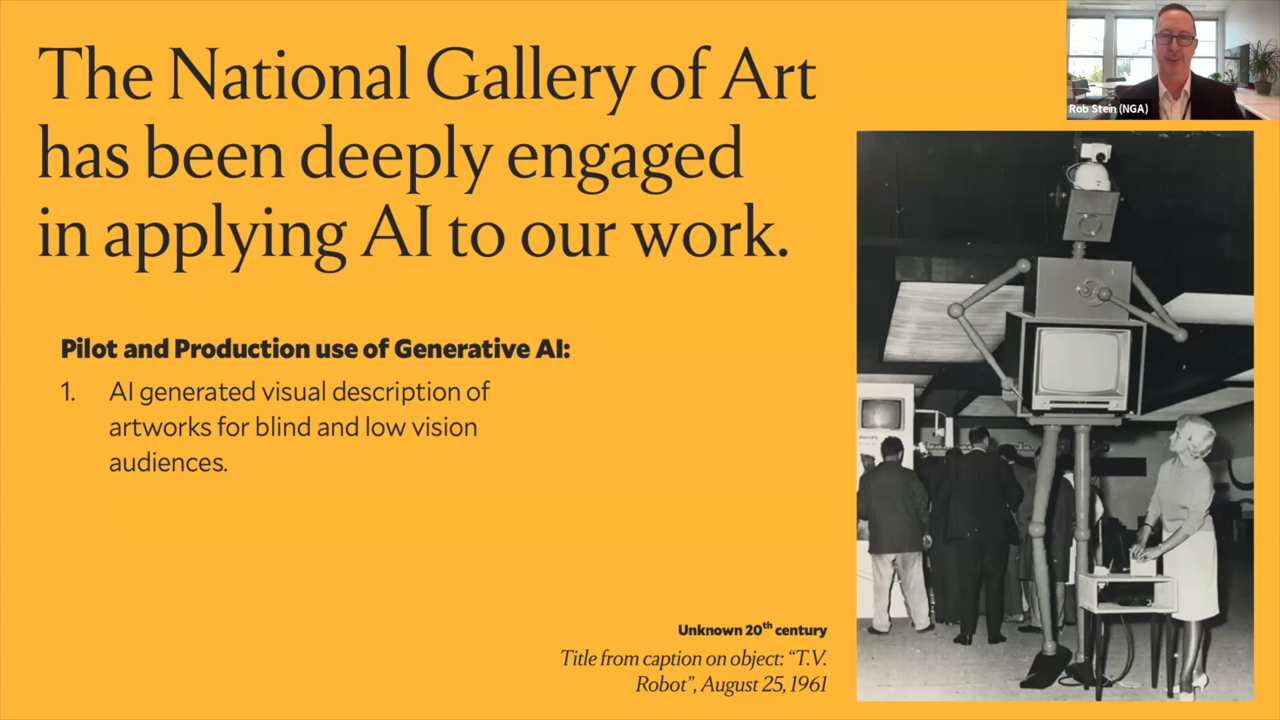 The National Gallery of Art
has been deeply engaged
in applying AI to our work.
Rob Stein (NGA)
Pilot and Production use of Generative AI:
1. AI generated visual description of
artworks for blind and low vision
audiences.
PHILIPS
Unknown 20th century
Title from caption on object: “T.V.
Robot”, August 25, 1961